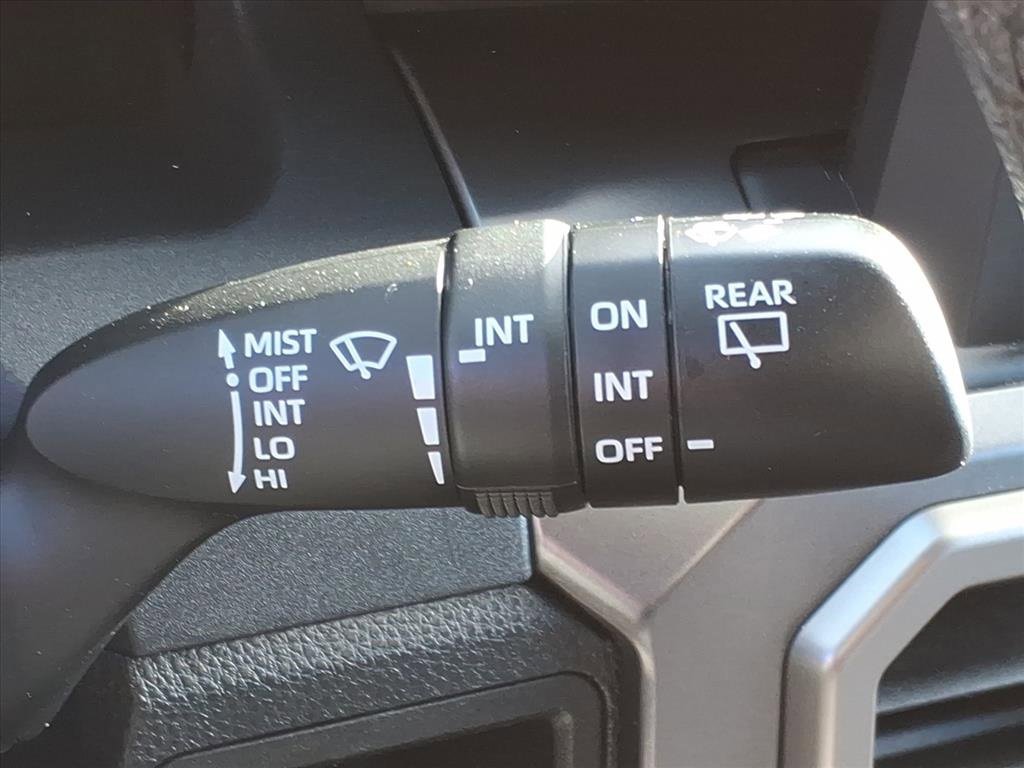 MIST
OFF
INT
LO
HI
INT
ON
INT
OFF
REAR